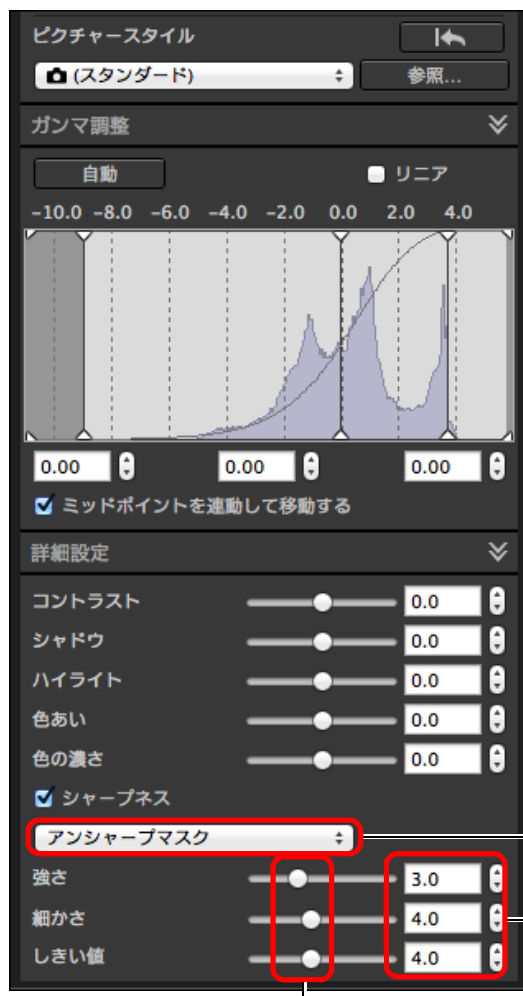 ピクチャースタイル
(スタンダード) 参照...
ガンマ調整
自動 リニア
-10.0 -8.0 -6.0 -4.0 -2.0 0.0 2.0 4.0
0.00 0.00 0.00
ミッドポイントを連動して移動する
詳細設定
コントラスト 0.0
シャドウ 0.0
ハイライト 0.0
色あい 0.0
色の濃さ 0.0
シャープネス
アンシャープマスク
強さ 3.0
細かさ 4.0
しきい値 4.0